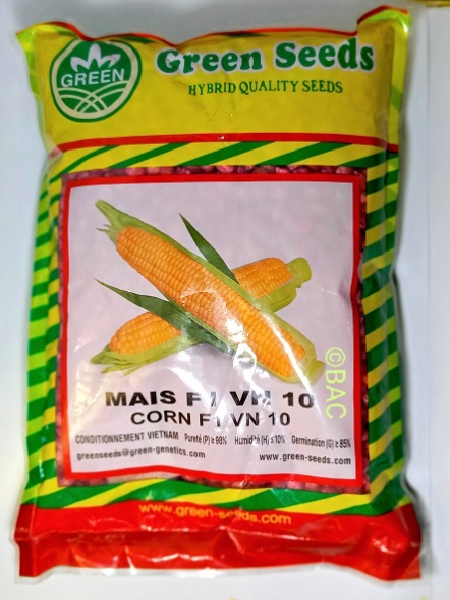 GREEN
Green Seeds
HYBRID QUALITY SEEDS
©BAC
MAIS F1 VN 10
CORN F1 VN 10
CONDITIONNEMENT VIETNAM Pureté (P) ≥ 98% Humidité (H) ≤ 10% Germination (G) ≥ 85%
greenseeds@green-genetics.com www.green-seeds.com
www.green-seeds.com